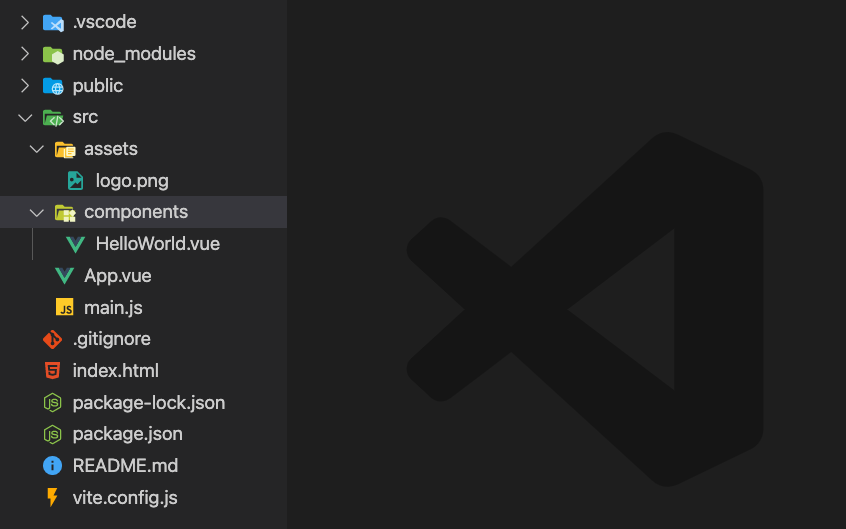 .vscode
node_modules
public
src
assets
logo.png
components
HelloWorld.vue
App.vue
main.js
.gitignore
index.html
package-lock.json
package.json
README.md
vite.config.js